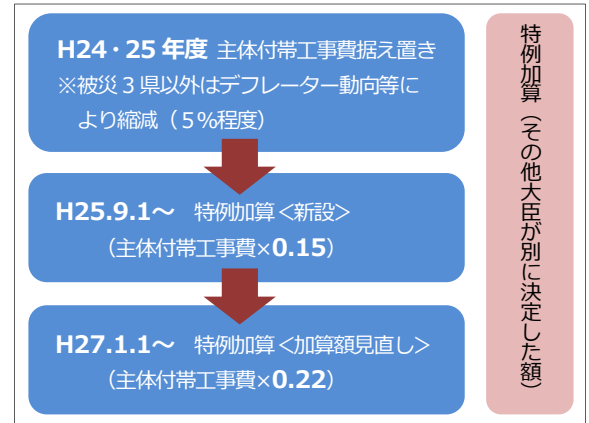 H24・25 年度 主体付帯工事費据え置き
※被災３県以外はデフレーター動向等に
より縮減（５％程度）
H25.9.1～ 特例加算＜新設＞
（主体付帯工事費×0.15）
H27.1.1～ 特例加算＜加算額見直し＞
（主体付帯工事費×0.22）
特例加算（その他大臣が別に決定した額）